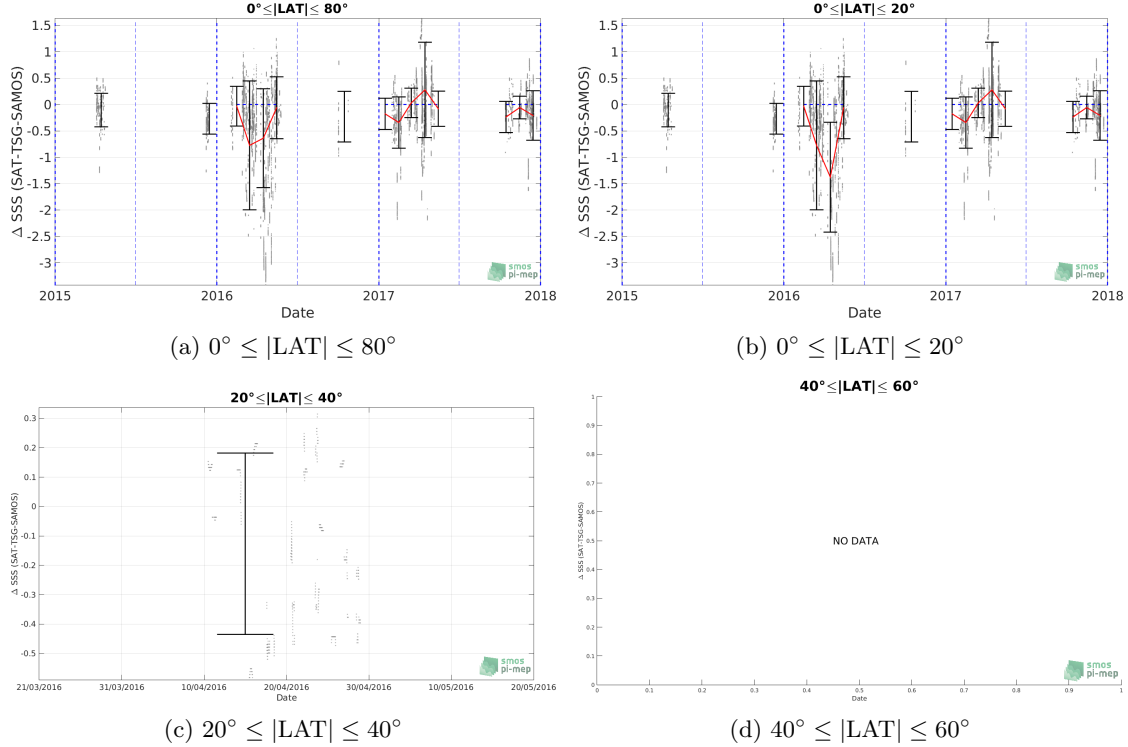 0°≤|LAT|≤ 80°
Δ SSS (SAT-TSG-SAMOS)
1.5
1
0.5
0
-0.5
-1
-1.5
-2
-2.5
-3
2015
2016
2017
2018
Date
smos
pi-mep
(a) 0° ≤ |LAT| ≤ 80°
0°≤|LAT|≤ 20°
Δ SSS (SAT-TSG-SAMOS)
1.5
1
0.5
0
-0.5
-1
-1.5
-2
-2.5
-3
2015
2016
2017
2018
Date
smos
pi-mep
(b) 0° ≤ |LAT| ≤ 20°
20°≤|LAT|≤ 40°
Δ SSS (SAT-TSG-SAMOS)
0.3
0.2
0.1
0
-0.1
-0.2
-0.3
-0.4
-0.5
21/03/2016
31/03/2016
10/04/2016
20/04/2016
30/04/2016
10/05/2016
20/05/2016
Date
smos
pi-mep
(c) 20° ≤ |LAT| ≤ 40°
40°≤|LAT|≤ 60°
Δ SSS (SAT-TSG-SAMOS)
1
0.9
0.8
0.7
0.6
0.5
0.4
0.3
0.2
0.1
0
NO DATA
0
0.1
0.2
0.3
0.4
0.5
0.6
0.7
0.8
0.9
1
Date
smos
pi-mep
(d) 40° ≤ |LAT| ≤ 60°